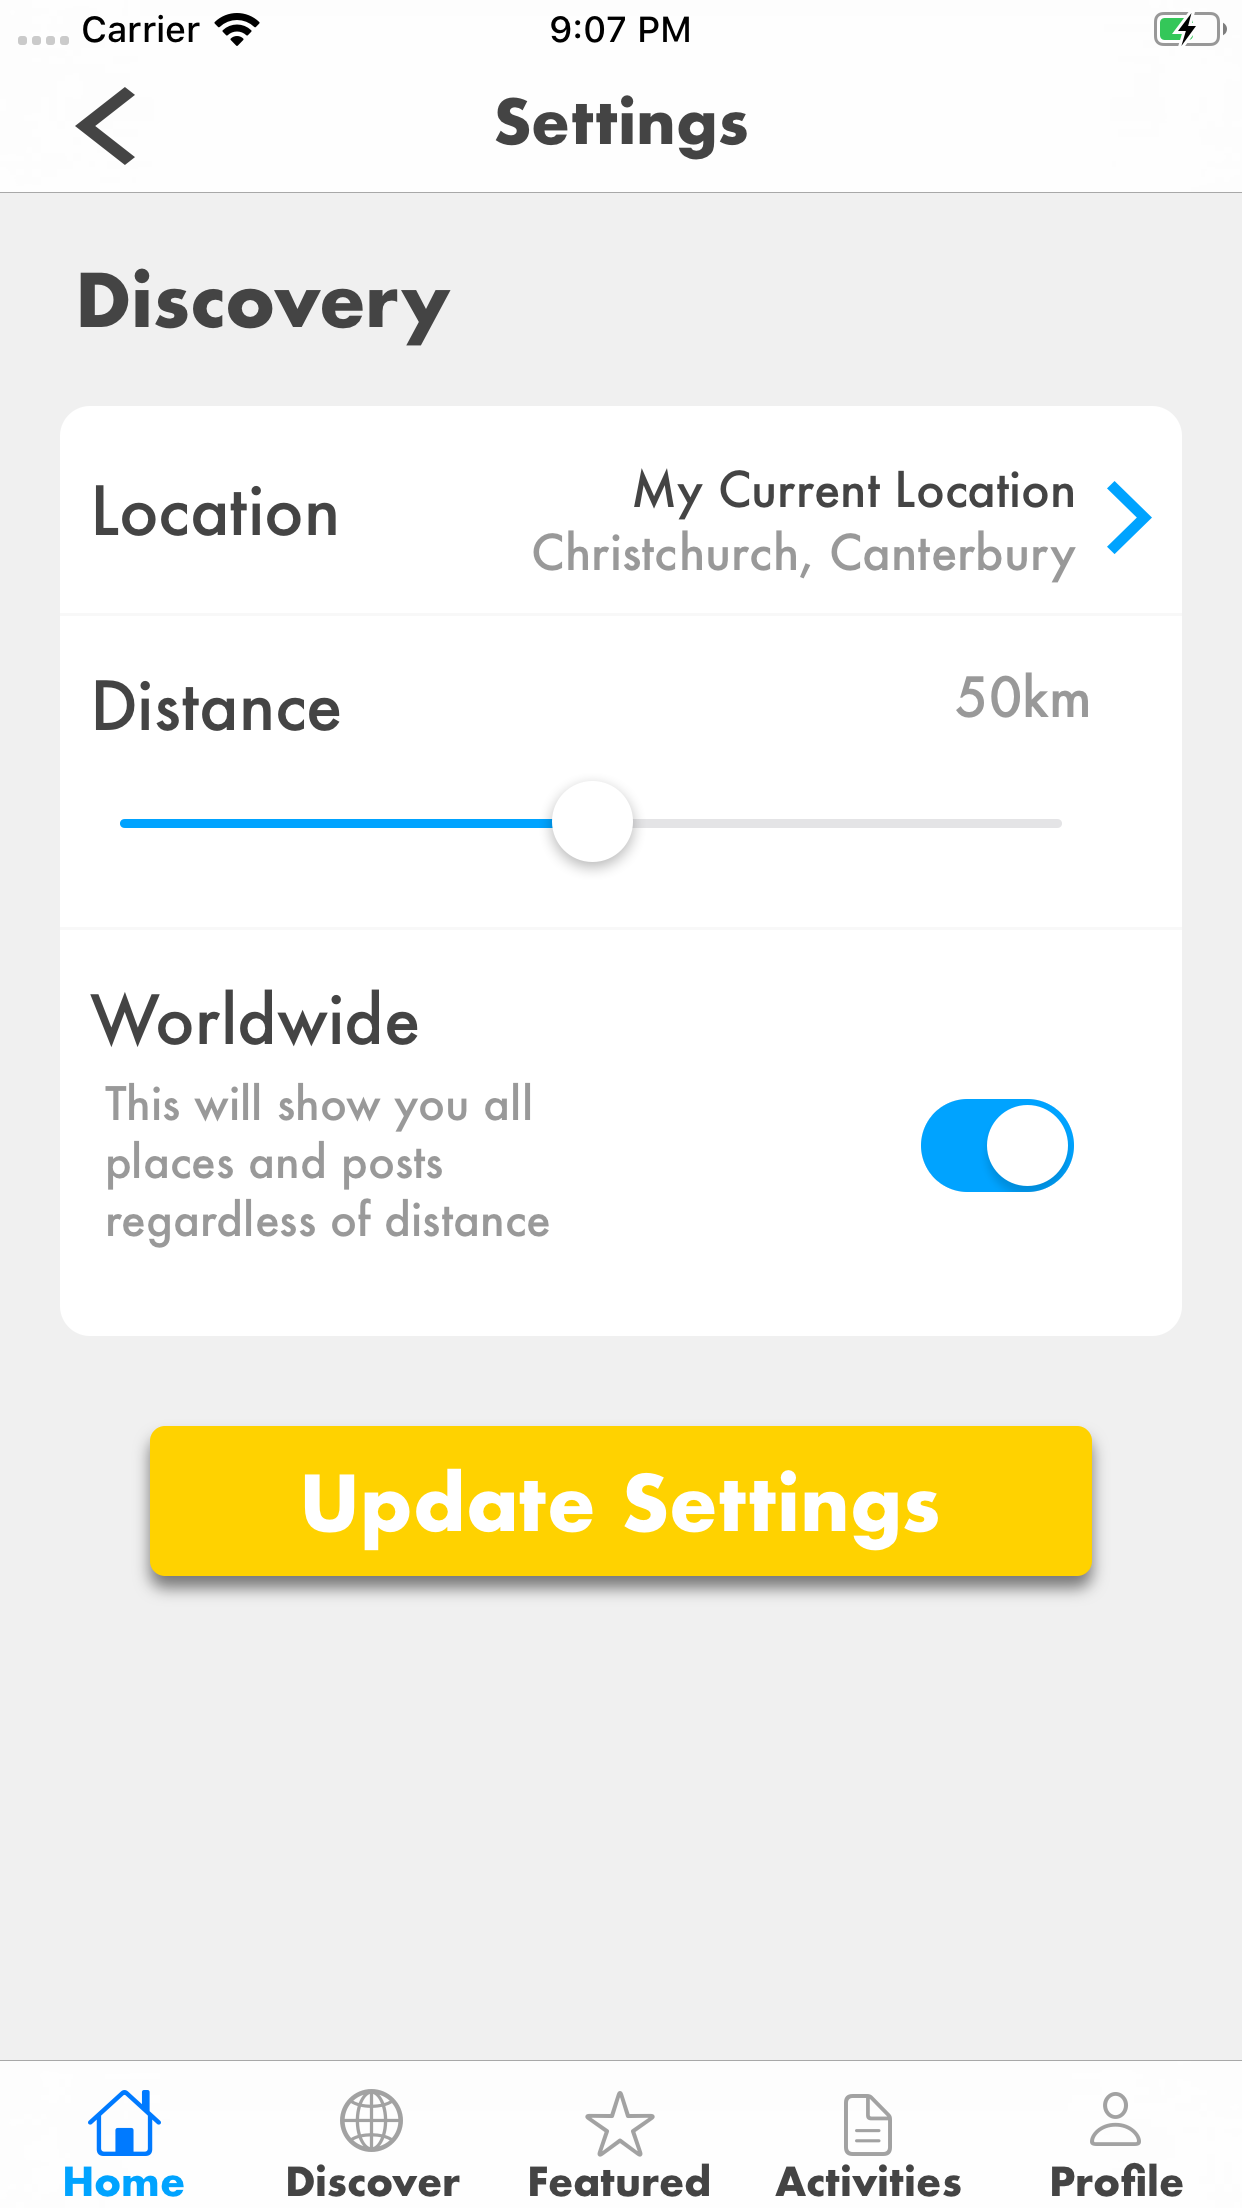 Carrier 9:07 PM
Settings
Discovery
Location
My Current Location
Christchurch, Canterbury
Distance
50km
Worldwide
This will show you all
places and posts
regardless of distance
Update Settings
Home
Discover
Featured
Activities
Profile